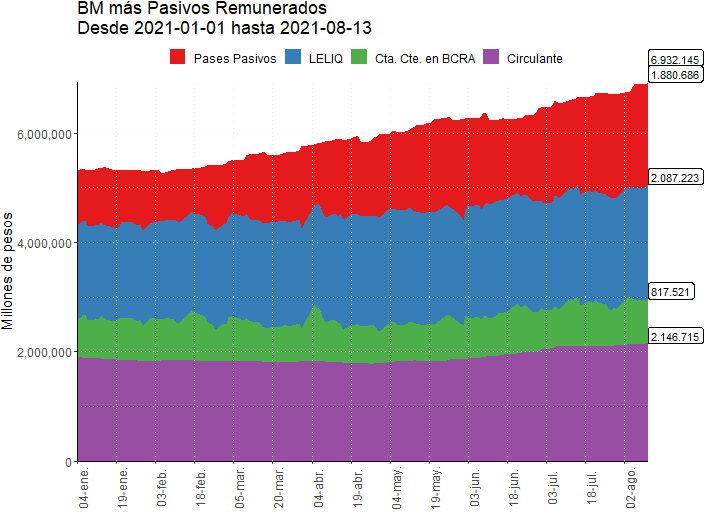 BM más Pasivos Remunerados
Desde 2021-01-01 hasta 2021-08-13
Pases Pasivos LELIQ Cta. Cte. en BCRA Circulante
6.932.145
1.880.686
2.087.223
817.521
2.146.715
Millones de pesos
6,000,000
4,000,000
2,000,000
0
04-ene. 19-ene. 03-feb. 18-feb. 05-mar. 20-mar. 04-abr. 19-abr. 04-may. 19-may. 03-jun. 18-jun. 03-jul. 18-jul. 02-ago.